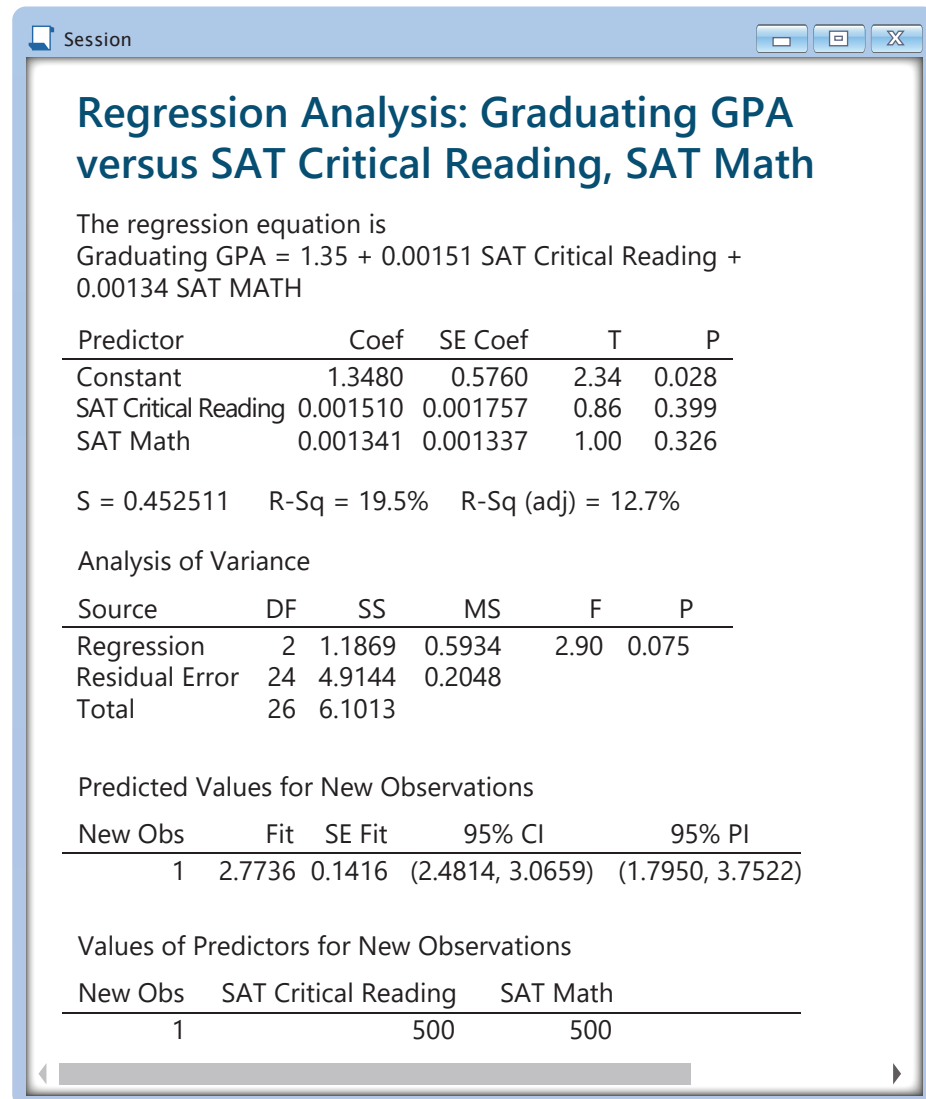 Session
Regression Analysis: Graduating GPA
versus SAT Critical Reading, SAT Math
The regression equation is
Graduating GPA = 1.35 + 0.00151 SAT Critical Reading +
0.00134 SAT MATH
Predictor Coef SE Coef T P
Constant 1.3480 0.5760 2.34 0.028
SAT Critical Reading 0.001510 0.001757 0.86 0.399
SAT Math 0.001341 0.001337 1.00 0.326
S = 0.452511 R-Sq = 19.5% R-Sq (adj) = 12.7%
Analysis of Variance
Source DF SS MS F P
Regression 2 1.1869 0.5934 2.90 0.075
Residual Error 24 4.9144 0.2048
Total 26 6.1013
Predicted Values for New Observations
New Obs Fit SE Fit 95% CI 95% PI
1 2.7736 0.1416 (2.4814, 3.0659) (1.7950, 3.7522)
Values of Predictors for New Observations
New Obs SAT Critical Reading SAT Math
1 500 500